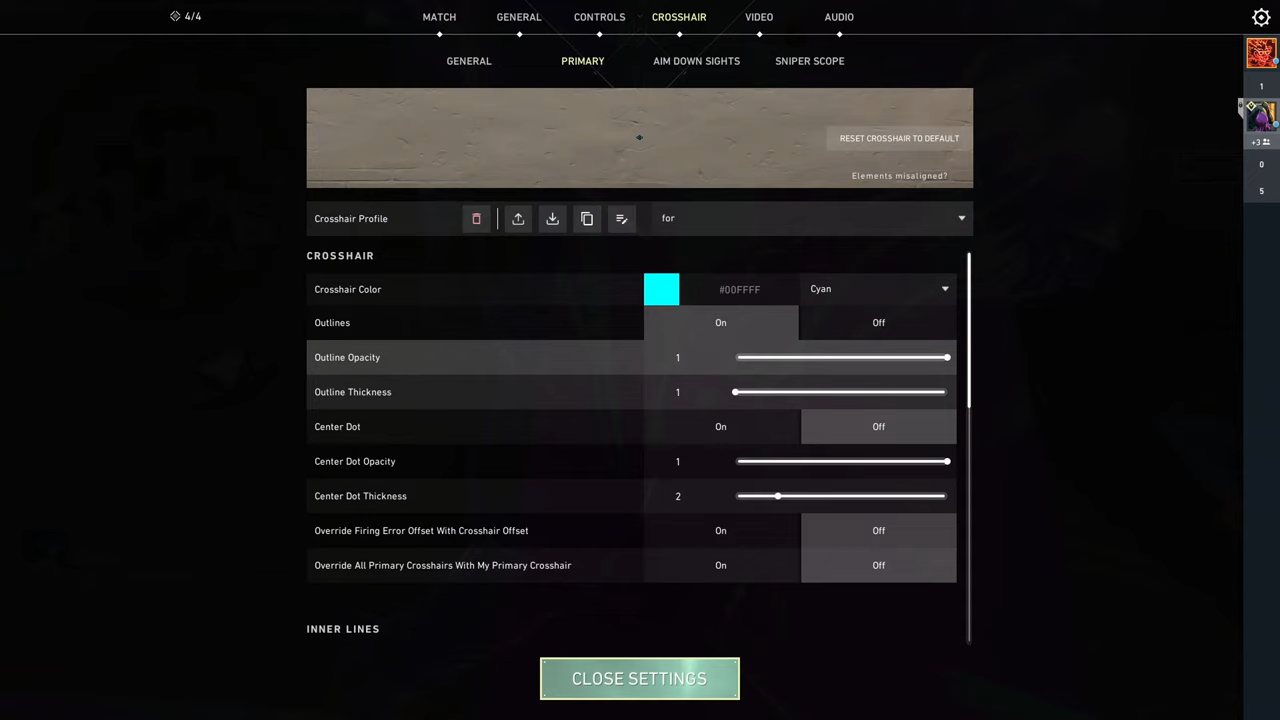 4/4
MATCH GENERAL CONTROLS CROSSHAIR VIDEO AUDIO
GENERAL PRIMARY AIM DOWN SIGHTS SNIPER SCOPE
1
RESET CROSSHAIR TO DEFAULT
+3
0
Elements misaligned?
5
Crosshair Profile for
CROSSHAIR
Crosshair Color #00FFFF Cyan
Outlines On Off
Outline Opacity 1
Outline Thickness 1
Center Dot On Off
Center Dot Opacity 1
Center Dot Thickness 2
Override Firing Error Offset With Crosshair Offset On Off
Override All Primary Crosshairs With My Primary Crosshair On Off
INNER LINES
CLOSE SETTINGS